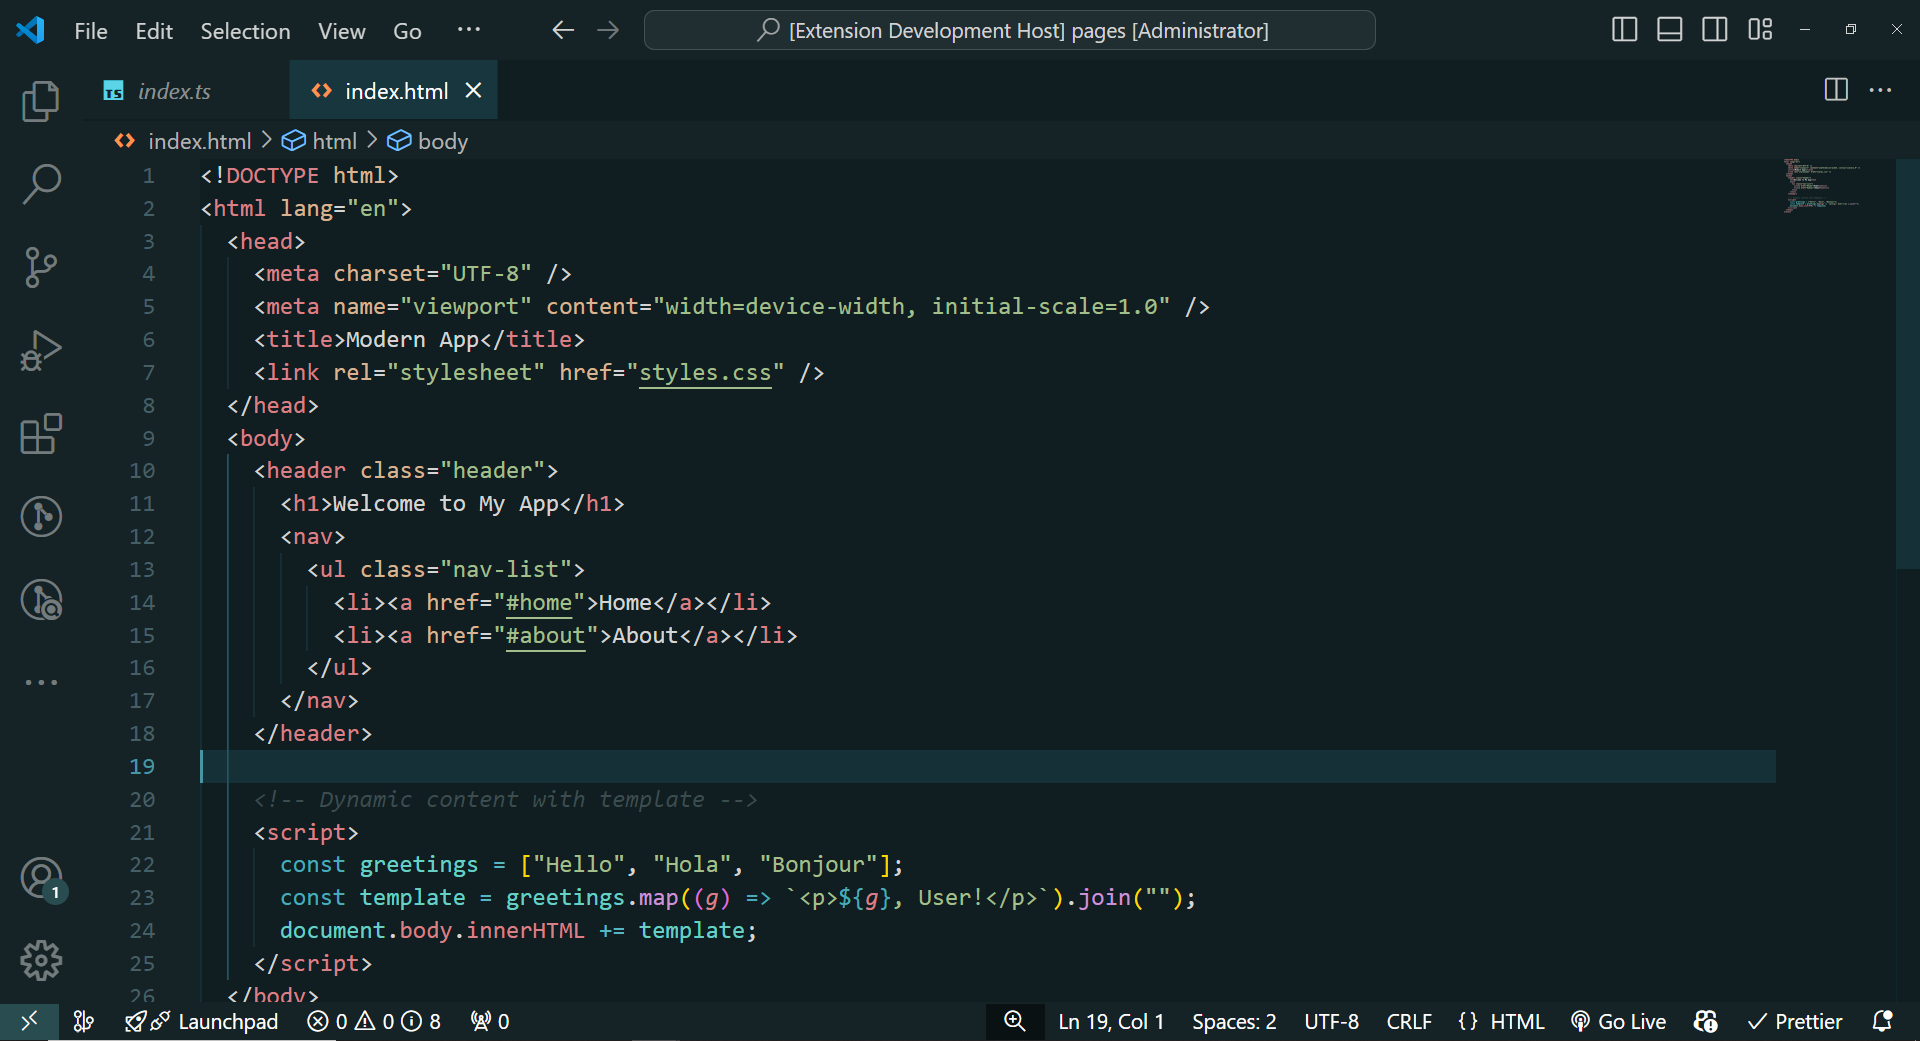 File Edit Selection View Go ··· [Extension Development Host] pages [Administrator]
TS index.ts index.html
index.html > html > body
1 <!DOCTYPE html>
2 <html lang="en">
3 <head>
4 <meta charset="UTF-8" />
5 <meta name="viewport" content="width=device-width, initial-scale=1.0" />
6 <title>Modern App</title>
7 <link rel="stylesheet" href="styles.css" />
8 </head>
9 <body>
10 <header class="header">
11 <h1>Welcome to My App</h1>
12 <nav>
13 <ul class="nav-list">
14 <li><a href="#home">Home</a></li>
15 <li><a href="#about">About</a></li>
16 </ul>
17 </nav>
18 </header>
19
20 <!-- Dynamic content with template -->
21 <script>
22 const greetings = ["Hello", "Hola", "Bonjour"];
23 const template = greetings.map((g) => `<p>${g}, User!</p>`).join("");
24 document.body.innerHTML += template;
25 </script>
26 </body>
1
Launchpad 0 0 8 0 Ln 19, Col 1 Spaces: 2 UTF-8 CRLF {} HTML Go Live Prettier